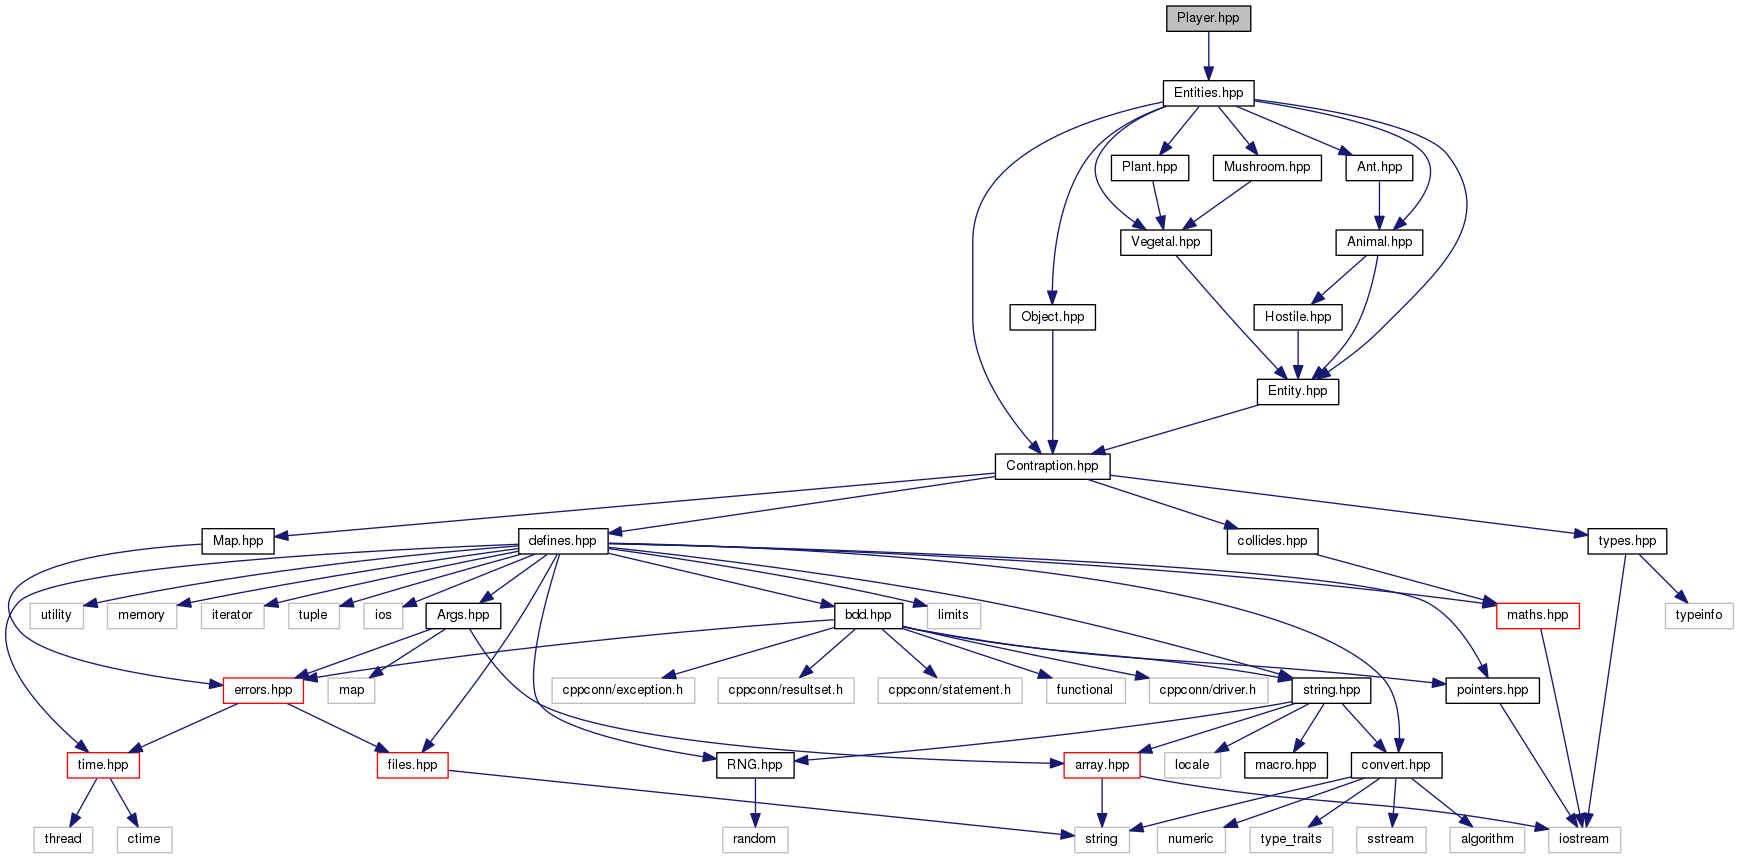 Player.hpp
Entities.hpp
Plant.hpp
Mushroom.hpp
Ant.hpp
Vegetal.hpp
Animal.hpp
Object.hpp
Hostile.hpp
Entity.hpp
Contraption.hpp
Map.hpp
defines.hpp
collides.hpp
types.hpp
utility
memory
iterator
tuple
ios
Args.hpp
bdd.hpp
limits
maths.hpp
typeinfo
errors.hpp
map
cppconn/exception.h
cppconn/resultset.h
cppconn/statement.h
functional
cppconn/driver.h
string.hpp
pointers.hpp
time.hpp
files.hpp
RNG.hpp
array.hpp
locale
macro.hpp
convert.hpp
thread
ctime
random
string
numeric
type_traits
sstream
algorithm
iostream